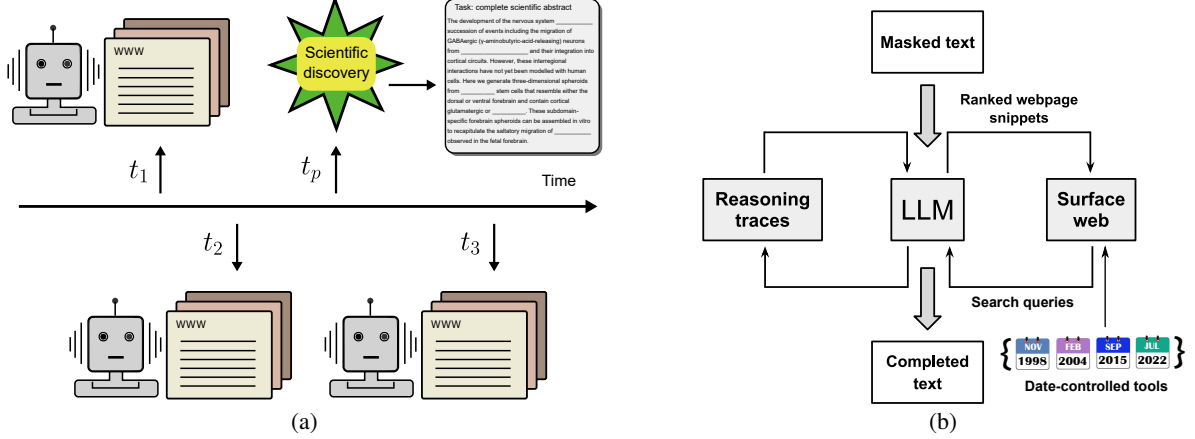 www
Scientific
discovery
Task: complete scientific abstract
The development of the nervous system __________
succession of events including the migration of
GABAergic (γ-aminobutyric-acid-releasing) neurons
from __________________ and their integration into
cortical circuits. However, these interregional
interactions have not yet been modelled with human
cells. Here we generate three-dimensional spheroids
from __________ stem cells that resemble either the
dorsal or ventral forebrain and contain cortical
glutamatergic or __________. These subdomain-
specific forebrain spheroids can be assembled in vitro
to recapitulate the saltatory migration of __________
observed in the fetal forebrain.
t1
tp
Time
t2
t3
www
www
(a)
Masked text
Ranked webpage
snippets
Reasoning
traces
LLM
Surface
web
Search queries
Completed
text
{ NOV 1998 FEB 2004 SEP 2015 JUL 2022 }
Date-controlled tools
(b)